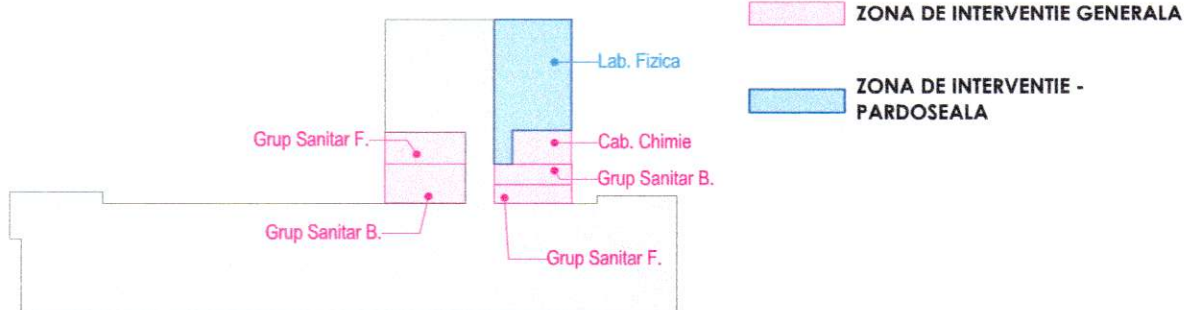 ZONA DE INTERVENTIE GENERALA
Lab. Fizica
ZONA DE iNTERVENTIE -
PARDOSEALA
Grup Sanitar F.
Cab. Chimie
Grup Sanitar B.
Grup Sanitar B.
Grup Sanitar F.